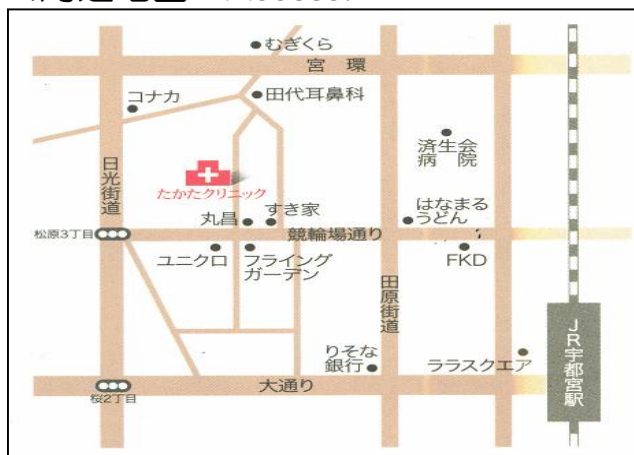 むぎくら
宮 環
コナカ
田代耳鼻科
済生会
病 院
日光街道
たかたクリニック
はなまる
うどん
丸昌
すき家
松原3丁目
競輪場通り
ユニクロ
フライング
ガーデン
FKD
田原街道
JR宇都宮駅
りそな
銀行
ララスクエア
大通り
桜2丁目